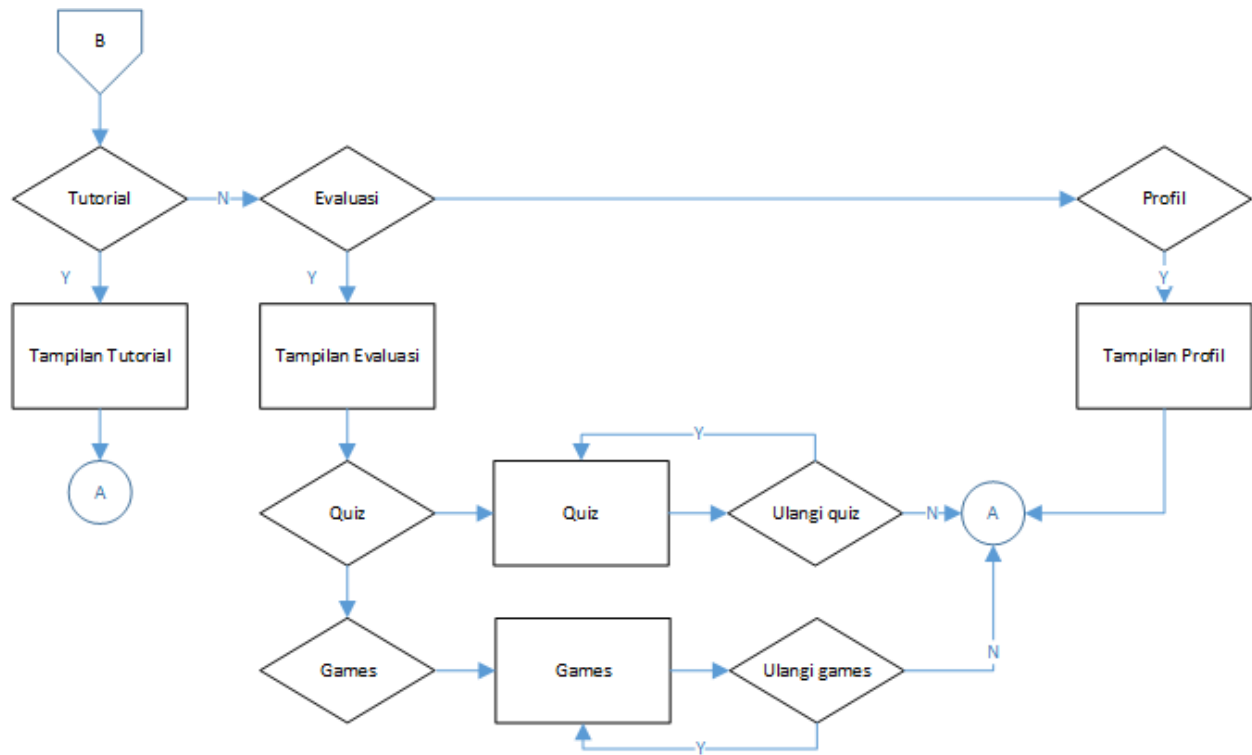 B
Tutorial
N
Evaluasi
Profil
Y
Y
Y
Tampilan Tutorial
Tampilan Evaluasi
Tampilan Profil
Y
A
Quiz
Quiz
Ulangi quiz
N
A
Games
Games
Ulangi games
N
Y